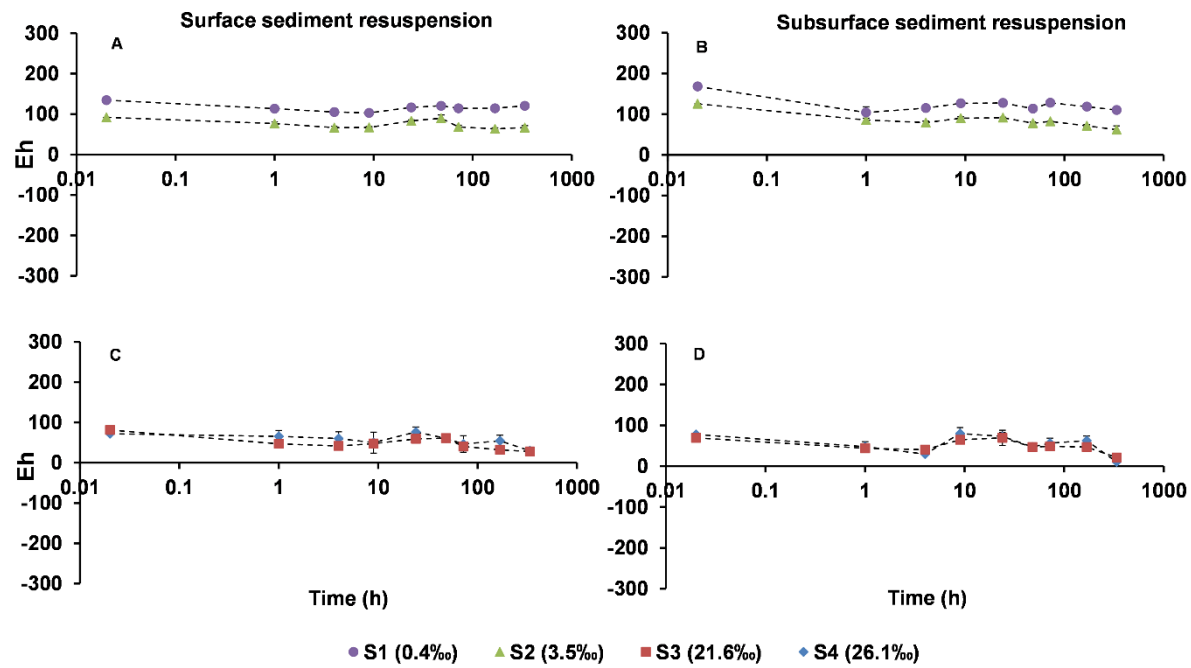 Surface sediment resuspension
Subsurface sediment resuspension
A
300
200
100
0
-100
-200
-300
Eh
0.01 0.1 1 10 100 1000
B
300
200
100
0
-100
-200
-300
0.01 0.1 1 10 100 1000
C
300
200
100
0
-100
-200
-300
Eh
0.01 0.1 1 10 100 1000
Time (h)
D
300
200
100
0
-100
-200
-300
0.01 0.1 1 10 100 1000
Time (h)
S1 (0.4‰) S2 (3.5‰) S3 (21.6‰) S4 (26.1‰)